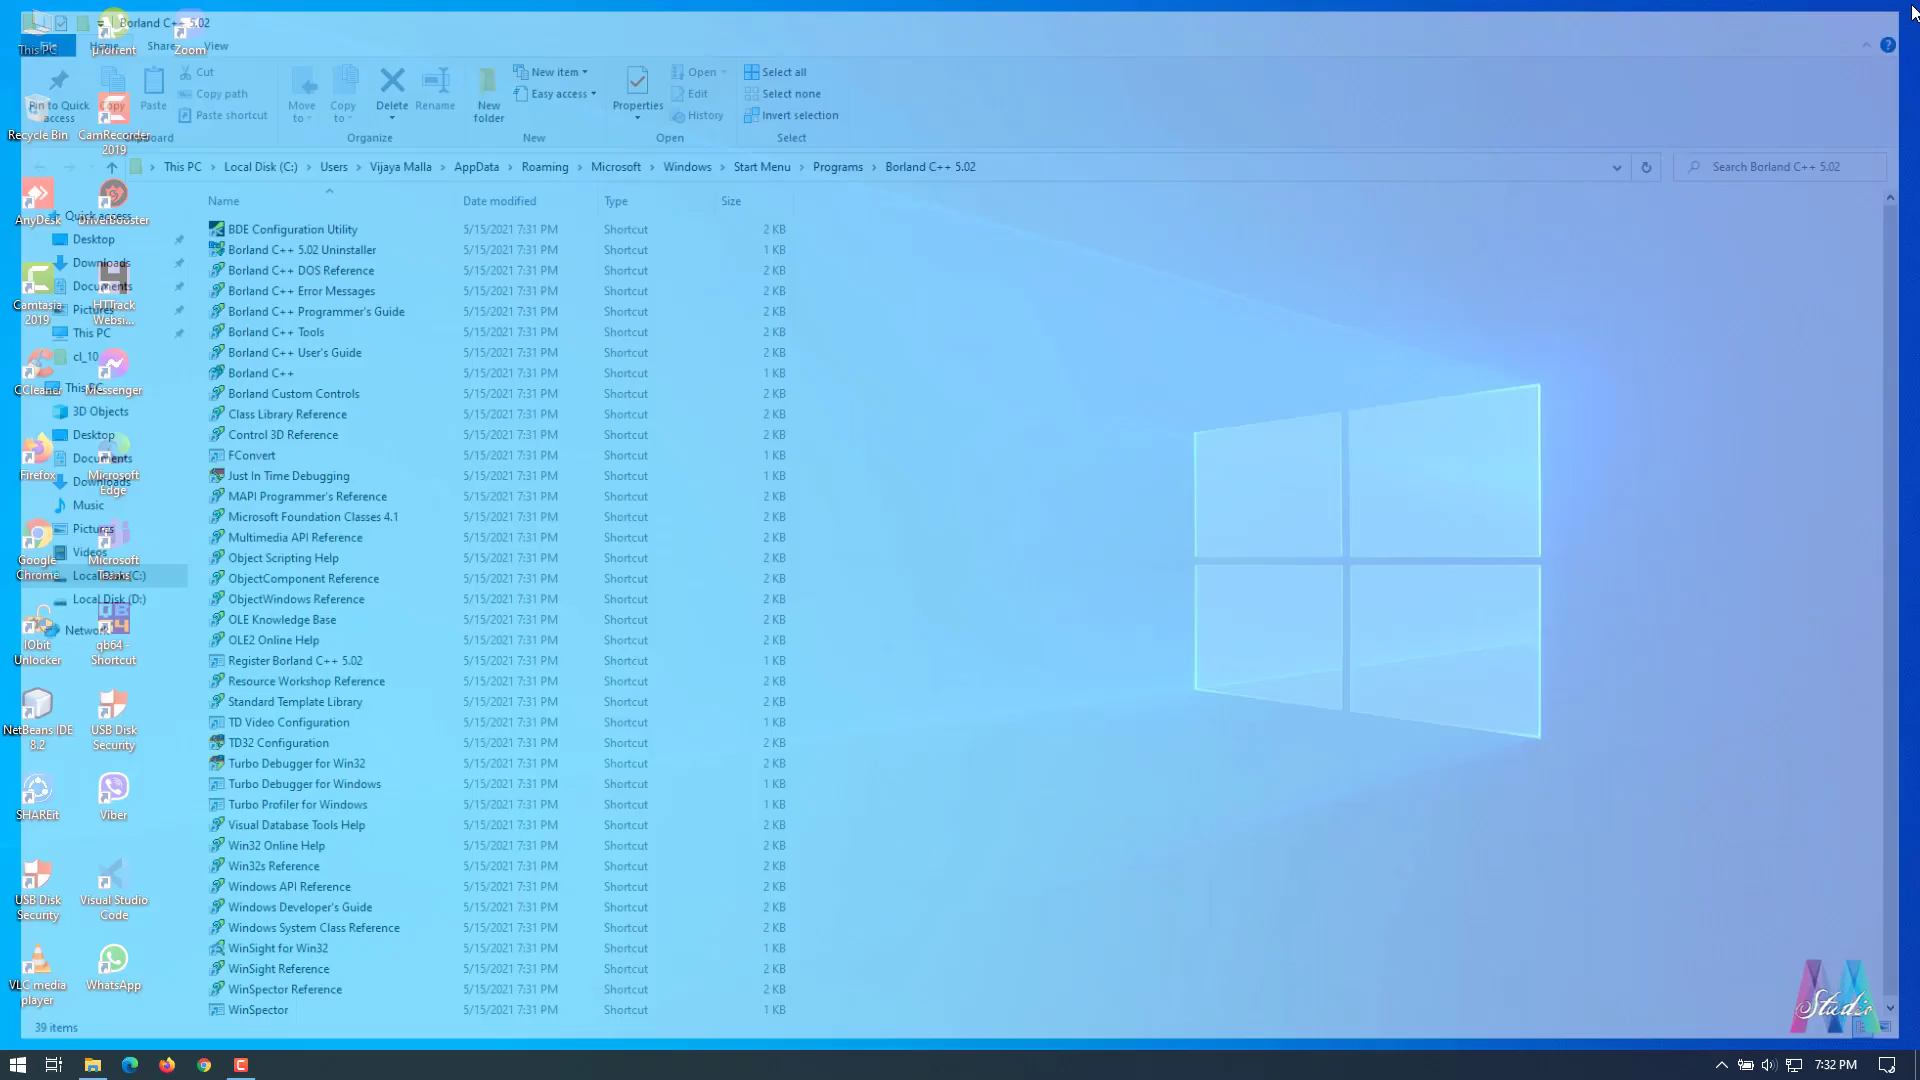 Borland C++ 5.02
File
Home
Share
View
Pin to Quick access
Copy
Paste
Cut
Copy path
Paste shortcut
Move to
Copy to
Delete
Rename
Organize
New folder
New item
Easy access
New
Properties
Open
Edit
History
Open
Select all
Select none
Invert selection
Select
This PC > Local Disk (C:) > Users > Vijaya Malla > AppData > Roaming > Microsoft > Windows > Start Menu > Programs > Borland C++ 5.02
Search Borland C++ 5.02
Name Date modified Type Size
BDE Configuration Utility 5/15/2021 7:31 PM Shortcut 2 KB
Borland C++ 5.02 Uninstaller 5/15/2021 7:31 PM Shortcut 1 KB
Borland C++ DOS Reference 5/15/2021 7:31 PM Shortcut 2 KB
Borland C++ Error Messages 5/15/2021 7:31 PM Shortcut 2 KB
Borland C++ Programmer's Guide 5/15/2021 7:31 PM Shortcut 2 KB
Borland C++ Tools 5/15/2021 7:31 PM Shortcut 2 KB
Borland C++ User's Guide 5/15/2021 7:31 PM Shortcut 2 KB
Borland C++ 5/15/2021 7:31 PM Shortcut 1 KB
Borland Custom Controls 5/15/2021 7:31 PM Shortcut 2 KB
Class Library Reference 5/15/2021 7:31 PM Shortcut 2 KB
Control 3D Reference 5/15/2021 7:31 PM Shortcut 2 KB
FConvert 5/15/2021 7:31 PM Shortcut 1 KB
Just In Time Debugging 5/15/2021 7:31 PM Shortcut 1 KB
MAPI Programmer's Reference 5/15/2021 7:31 PM Shortcut 2 KB
Microsoft Foundation Classes 4.1 5/15/2021 7:31 PM Shortcut 2 KB
Multimedia API Reference 5/15/2021 7:31 PM Shortcut 2 KB
Object Scripting Help 5/15/2021 7:31 PM Shortcut 2 KB
ObjectComponent Reference 5/15/2021 7:31 PM Shortcut 2 KB
ObjectWindows Reference 5/15/2021 7:31 PM Shortcut 2 KB
OLE Knowledge Base 5/15/2021 7:31 PM Shortcut 2 KB
OLE2 Online Help 5/15/2021 7:31 PM Shortcut 2 KB
Register Borland C++ 5.02 5/15/2021 7:31 PM Shortcut 1 KB
Resource Workshop Reference 5/15/2021 7:31 PM Shortcut 2 KB
Standard Template Library 5/15/2021 7:31 PM Shortcut 2 KB
TD Video Configuration 5/15/2021 7:31 PM Shortcut 1 KB
TD32 Configuration 5/15/2021 7:31 PM Shortcut 2 KB
Turbo Debugger for Win32 5/15/2021 7:31 PM Shortcut 2 KB
Turbo Debugger for Windows 5/15/2021 7:31 PM Shortcut 1 KB
Turbo Profiler for Windows 5/15/2021 7:31 PM Shortcut 1 KB
Visual Database Tools Help 5/15/2021 7:31 PM Shortcut 2 KB
Win32 Online Help 5/15/2021 7:31 PM Shortcut 2 KB
Win32s Reference 5/15/2021 7:31 PM Shortcut 2 KB
Windows API Reference 5/15/2021 7:31 PM Shortcut 2 KB
Windows Developer's Guide 5/15/2021 7:31 PM Shortcut 2 KB
Windows System Class Reference 5/15/2021 7:31 PM Shortcut 2 KB
WinSight for Win32 5/15/2021 7:31 PM Shortcut 1 KB
WinSight Reference 5/15/2021 7:31 PM Shortcut 2 KB
WinSpector Reference 5/15/2021 7:31 PM Shortcut 2 KB
WinSpector 5/15/2021 7:31 PM Shortcut 1 KB
Quick access
Desktop
Downloads
Documents
Pictures
This PC
cl_10
This PC
3D Objects
Desktop
Documents
Downloads
Music
Pictures
Videos
Local Disk (C:)
Local Disk (D:)
Network
39 items
This PC
Recycle Bin
AnyDesk
Camtasia
2019
CCleaner
Firefox
Google
Chrome
IObit
Unlocker
NetBeans IDE
8.2
SHAREit
USB Disk
Security
VLC media
player
µTorrent
CamRecorder
2019
DriverBooster
HTTrack
Websi...
Messenger
Microsoft
Edge
Microsoft
Teams
qb64 -
Shortcut
USB Disk
Security
Viber
Visual Studio
Code
WhatsApp
Zoom
Studio
7:32 PM